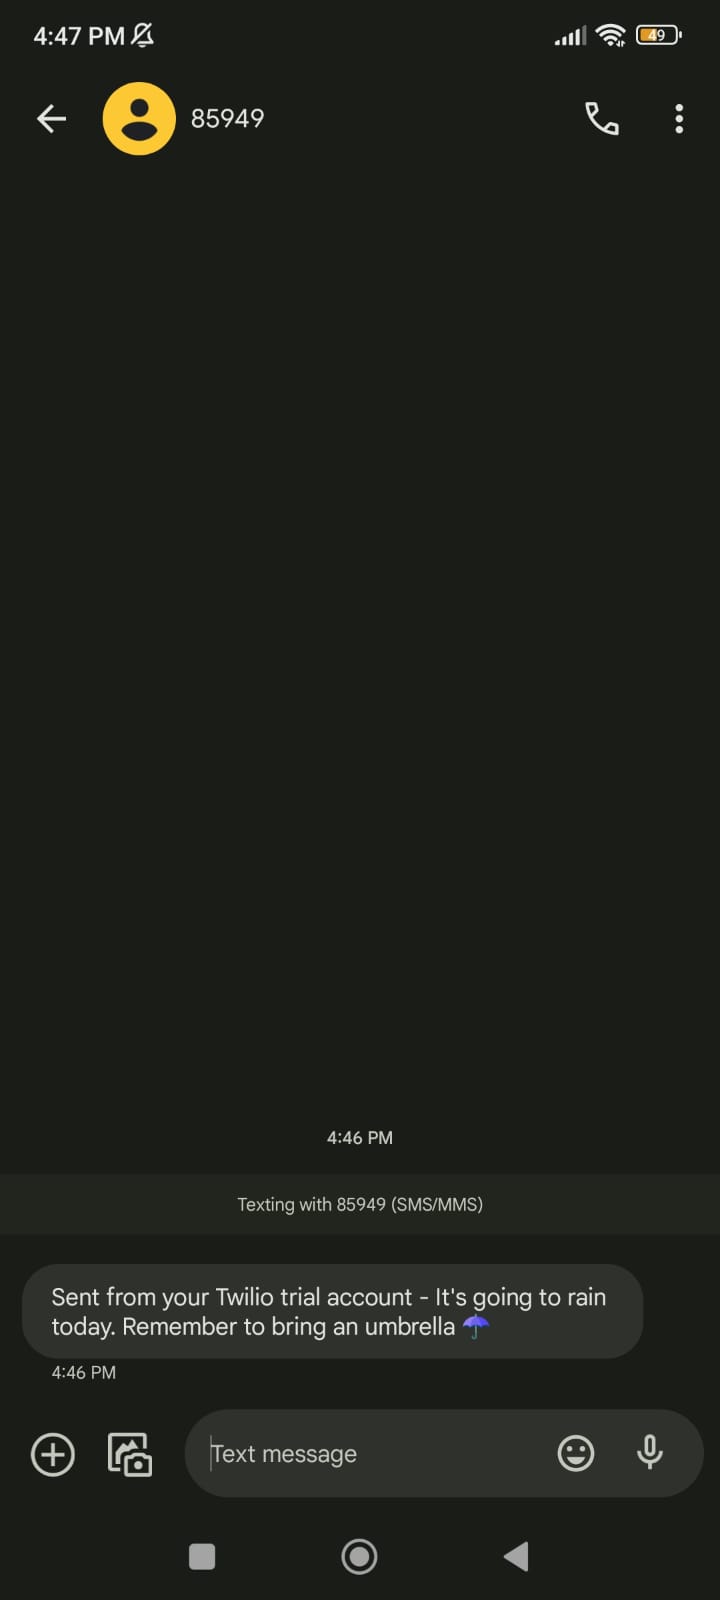 4:47 PM
49
85949
4:46 PM
Texting with 85949 (SMS/MMS)
Sent from your Twilio trial account - It's going to rain
today. Remember to bring an umbrella ☂️
4:46 PM
Text message